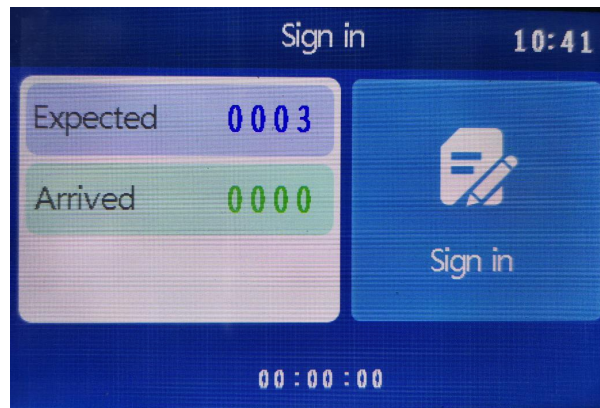 Sign in 10:41
Expected 0003
Arrived 0000
Sign in
00:00:00